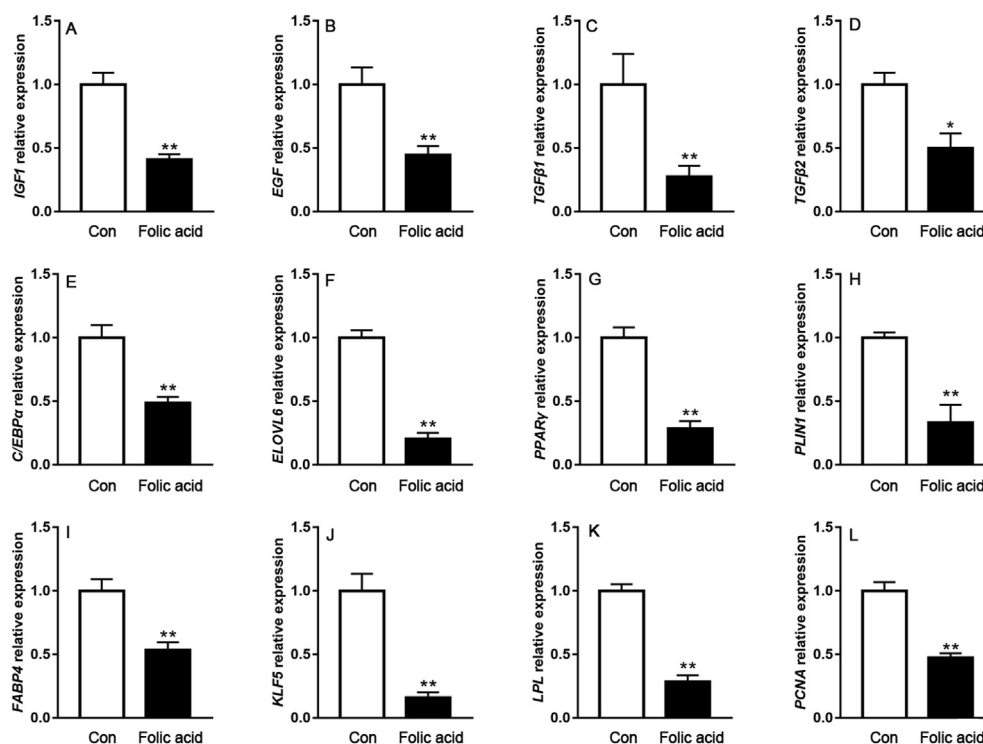 A
IGF1 relative expression
1.5
1.0
0.5
0.0
**
Con Folic acid
B
EGF relative expression
1.5
1.0
0.5
0.0
**
Con Folic acid
C
TGFβ1 relative expression
1.5
1.0
0.5
0.0
**
Con Folic acid
D
TGFβ2 relative expression
1.5
1.0
0.5
0.0
*
Con Folic acid
E
C/EBPα relative expression
1.5
1.0
0.5
0.0
**
Con Folic acid
F
ELOVL6 relative expression
1.5
1.0
0.5
0.0
**
Con Folic acid
G
PPARγ relative expression
1.5
1.0
0.5
0.0
**
Con Folic acid
H
PLIN1 relative expression
1.5
1.0
0.5
0.0
**
Con Folic acid
I
FABP4 relative expression
1.5
1.0
0.5
0.0
**
Con Folic acid
J
KLF5 relative expression
1.5
1.0
0.5
0.0
**
Con Folic acid
K
LPL relative expression
1.5
1.0
0.5
0.0
**
Con Folic acid
L
PCNA relative expression
1.5
1.0
0.5
0.0
**
Con Folic acid